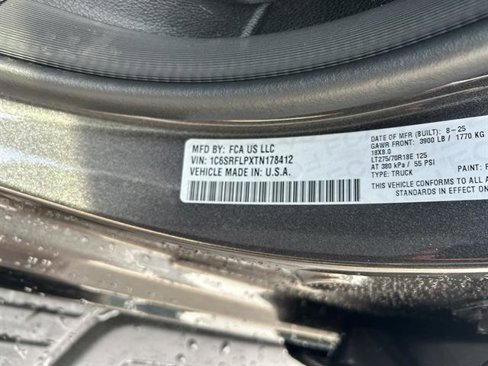 MFD BY: FCA US LLC
VIN: 1C6SRFLPXTN178412
VEHICLE MADE IN: U.S.A.
DATE OF MFR (BUILT): 8-25
GAWR FRONT: 3900 LB / 1770 KG
18X8.0
LT275/70R18E 125
AT 380 kPa / 55 PSI
TYPE: TRUCK
PAINT:
THIS VEHICLE CONFORMS TO ALL
STANDARDS IN EFFECT ON